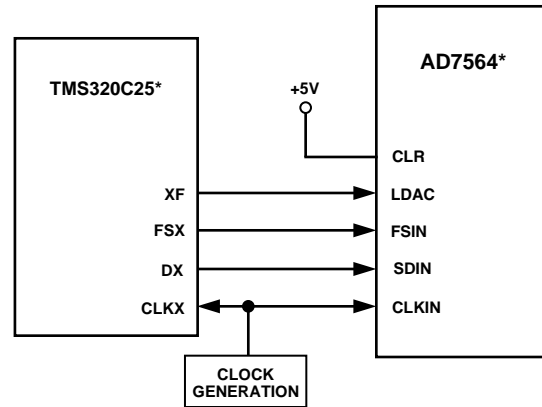 TMS320C25*
AD7564*
+5V
CLR
XF
LDAC
FSX
FSIN
DX
SDIN
CLKX
CLKIN
CLOCK
GENERATION